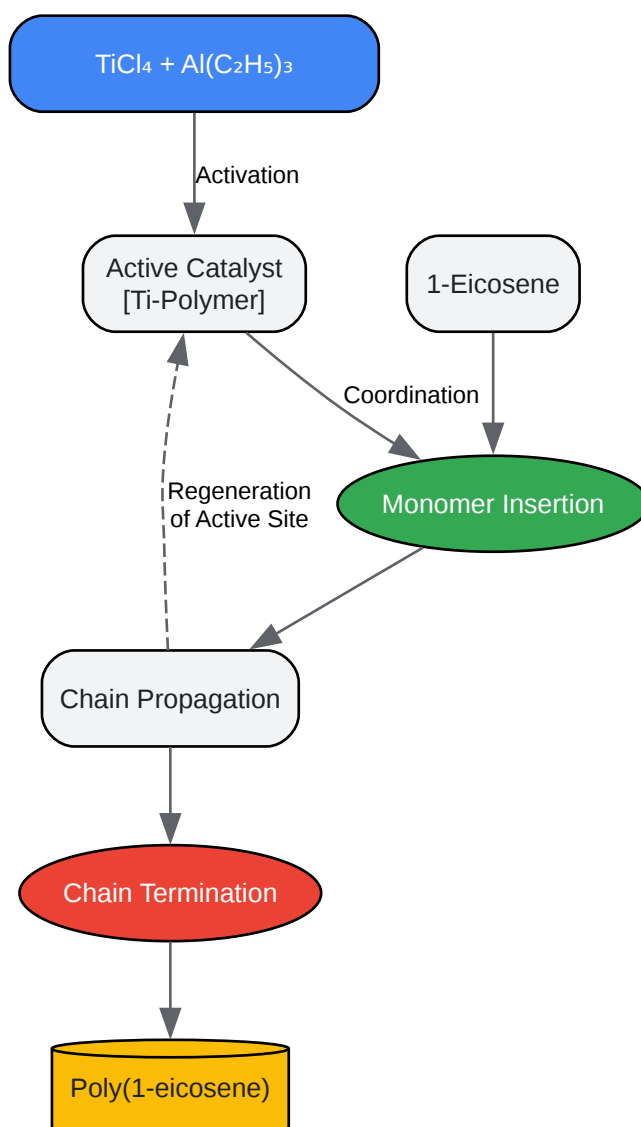 TiCl₄ + Al(C₂H₅)₃
Activation
Active Catalyst
[Ti-Polymer]
1-Eicosene
Coordination
Monomer Insertion
Regeneration
of Active Site
Chain Propagation
Chain Termination
Poly(1-eicosene)